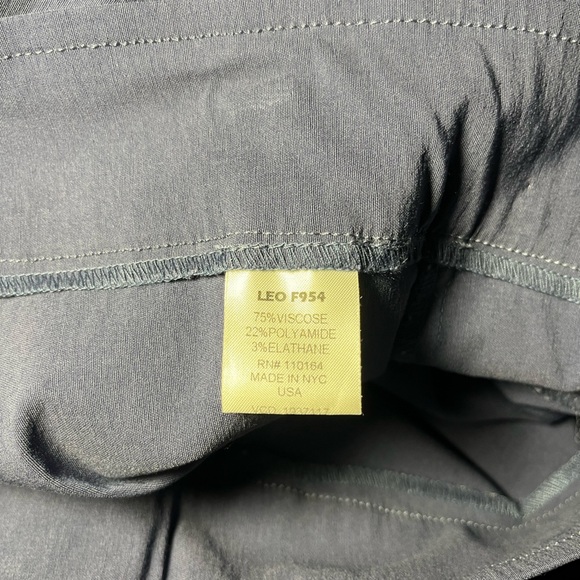 LEO F954
75%VISCOSE
22%POLYAMIDE
3%ELATHANE
RN# 110164
MADE IN NYC
USA